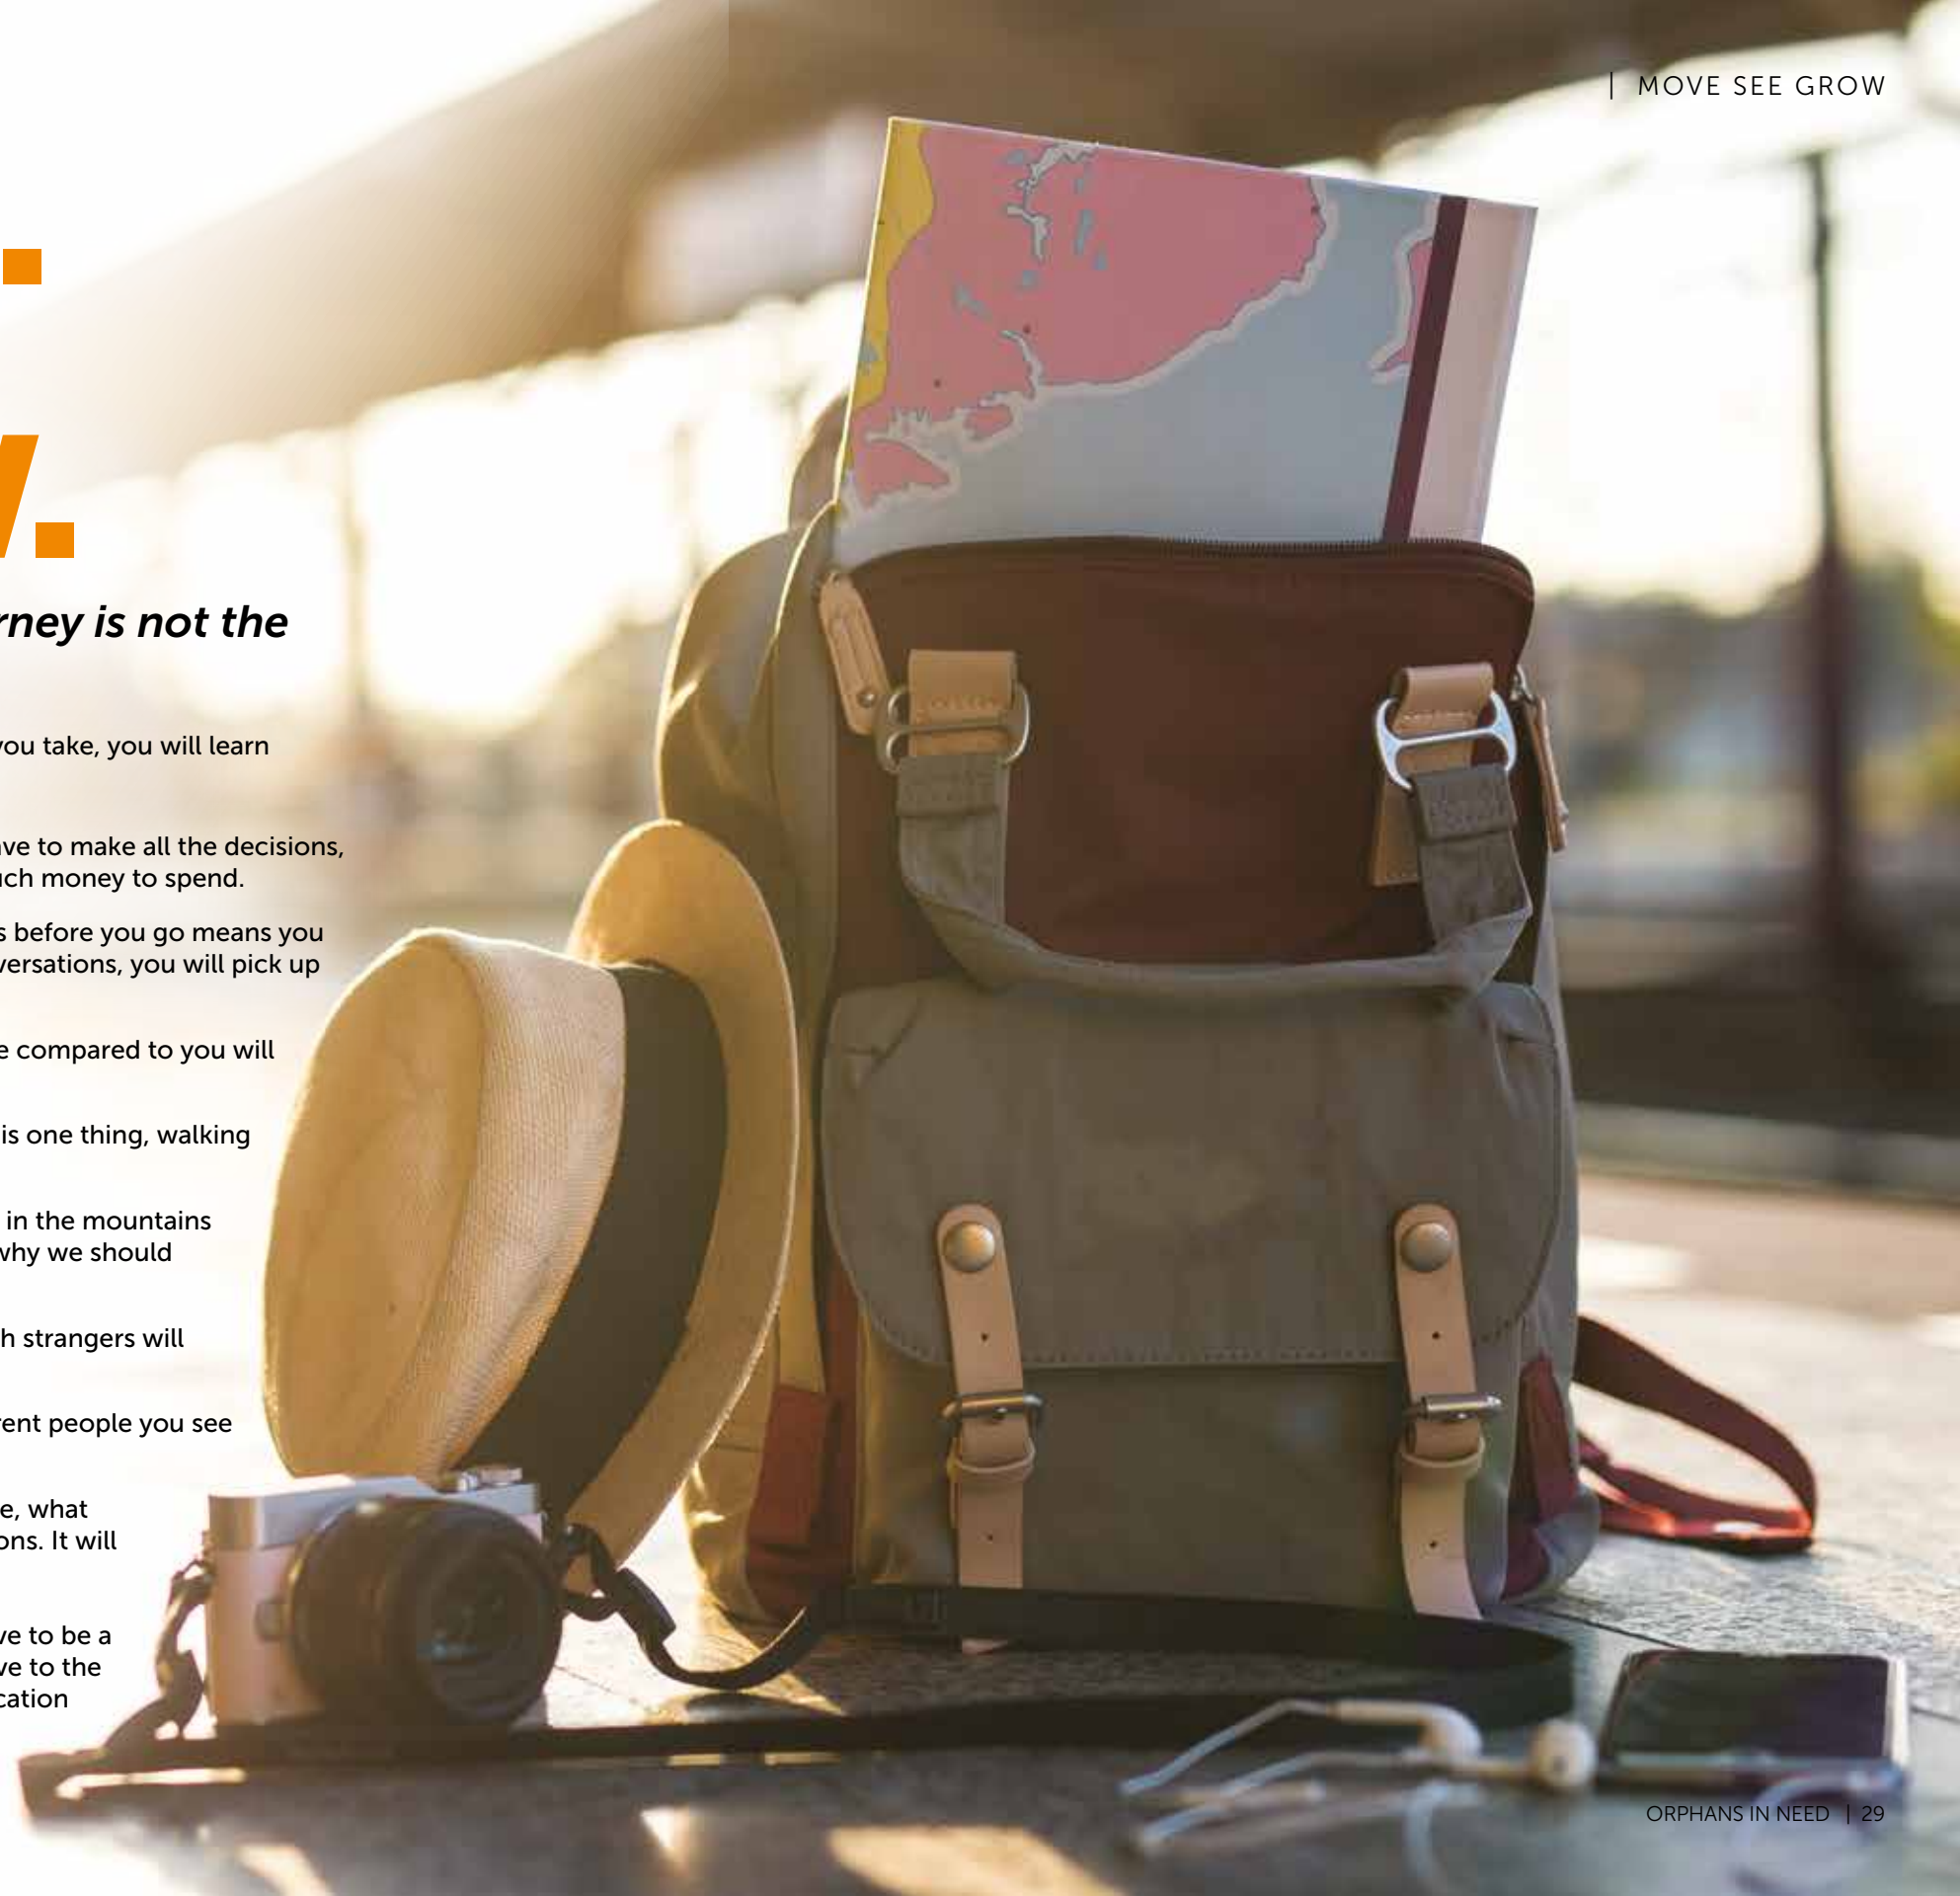 | MOVE SEE GROW
.
.
rney is not the
you take, you will learn
ve to make all the decisions,
uch money to spend.
s before you go means you
versations, you will pick up
e compared to you will
is one thing, walking
in the mountains
why we should
h strangers will
rent people you see
e, what
ons. It will
ve to be a
ve to the
cation
ORPHANS IN NEED | 29